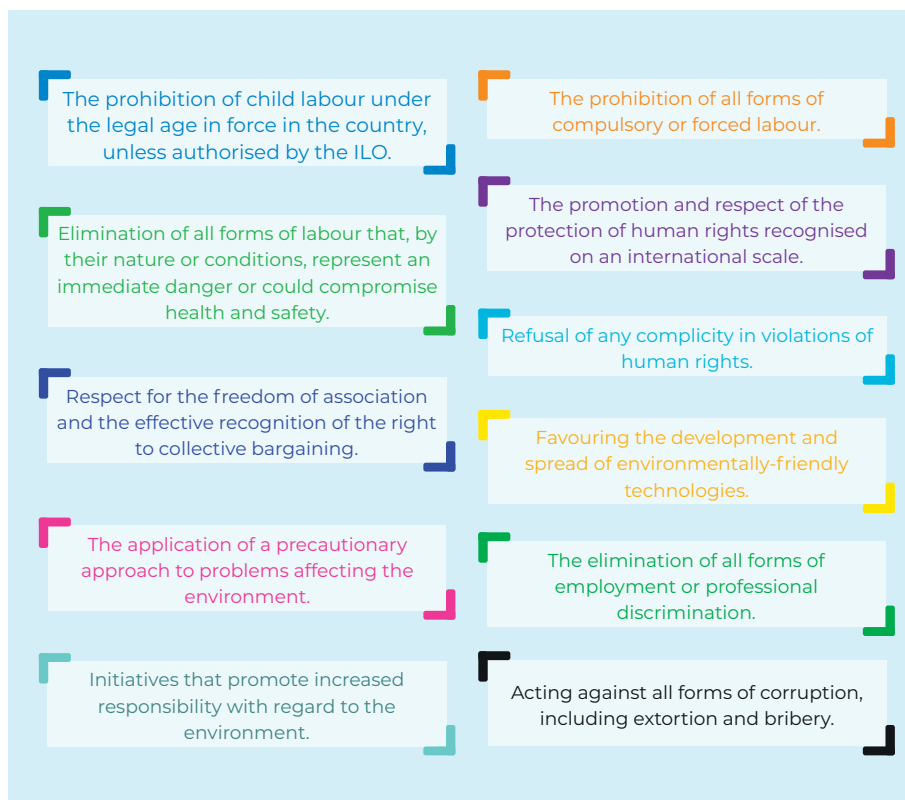 The prohibition of child labour under
the legal age in force in the country,
unless authorised by the ILO.
Elimination of all forms of labour that, by
their nature or conditions, represent an
immediate danger or could compromise
health and safety.
Respect for the freedom of association
and the effective recognition of the right
to collective bargaining.
The application of a precautionary
approach to problems affecting the
environment.
Initiatives that promote increased
responsibility with regard to the
environment.
The prohibition of all forms of
compulsory or forced labour.
The promotion and respect of the
protection of human rights recognised
on an international scale.
Refusal of any complicity in violations of
human rights.
Favouring the development and
spread of environmentally-friendly
technologies.
The elimination of all forms of
employment or professional
discrimination.
Acting against all forms of corruption,
including extortion and bribery.